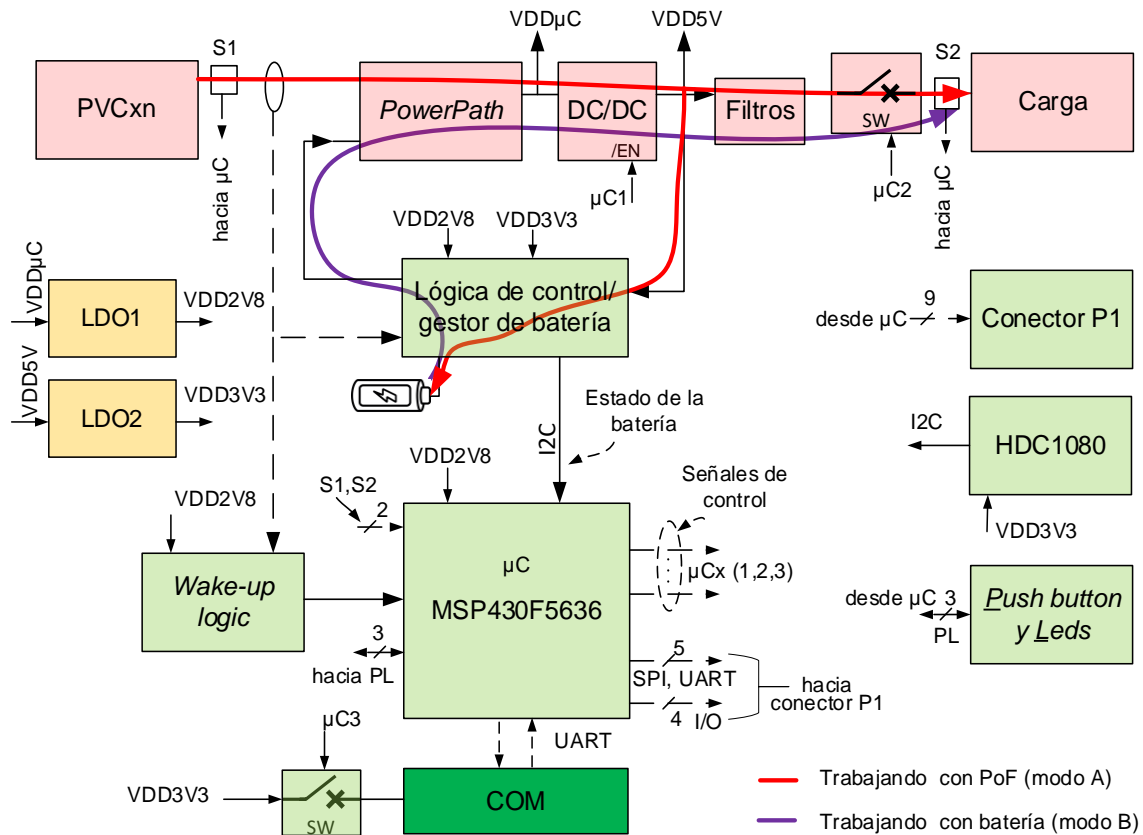 VDDµC
VDD5V
S1
S2
PVCxn
PowerPath
DC/DC
/EN
Filtros
SW
Carga
hacia µC
µC1
µC2
hacia µC
VDD2V8
VDD3V3
VDDµC
LDO1
VDD2V8
Lógica de control/
gestor de batería
desde µC
9
Conector P1
VDD5V
LDO2
VDD3V3
Estado de la
batería
I2C
I2C
HDC1080
VDD3V3
VDD2V8
S1,S2
2
VDD2V8
Señales de
control
Wake-up
logic
µC
MSP430F5636
µCx (1,2,3)
desde µC
3
PL
Push button
y Leds
3
hacia PL
5
SPI, UART
4
I/O
hacia
conector P1
µC3
UART
VDD3V3
SW
COM
Trabajando con PoF (modo A)
Trabajando con batería (modo B)